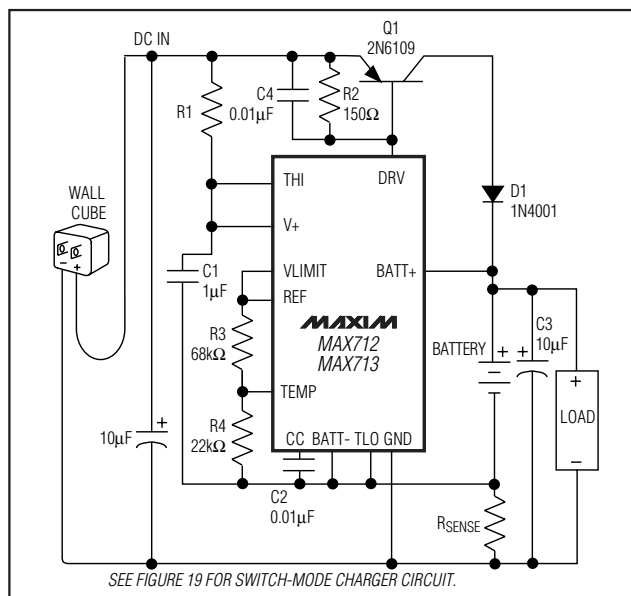 Q1
2N6109
DC IN
C4
0.01µF
R2
150Ω
R1
THI
DRV
WALL
CUBE
D1
1N4001
V+
C1
1µF
VLIMIT
BATT+
REF
MAXIM
MAX712
MAX713
R3
68kΩ
C3
10µF
BATTERY
TEMP
LOAD
R4
22kΩ
10µF
CC BATT- TLO GND
C2
0.01µF
RSENSE
SEE FIGURE 19 FOR SWITCH-MODE CHARGER CIRCUIT.